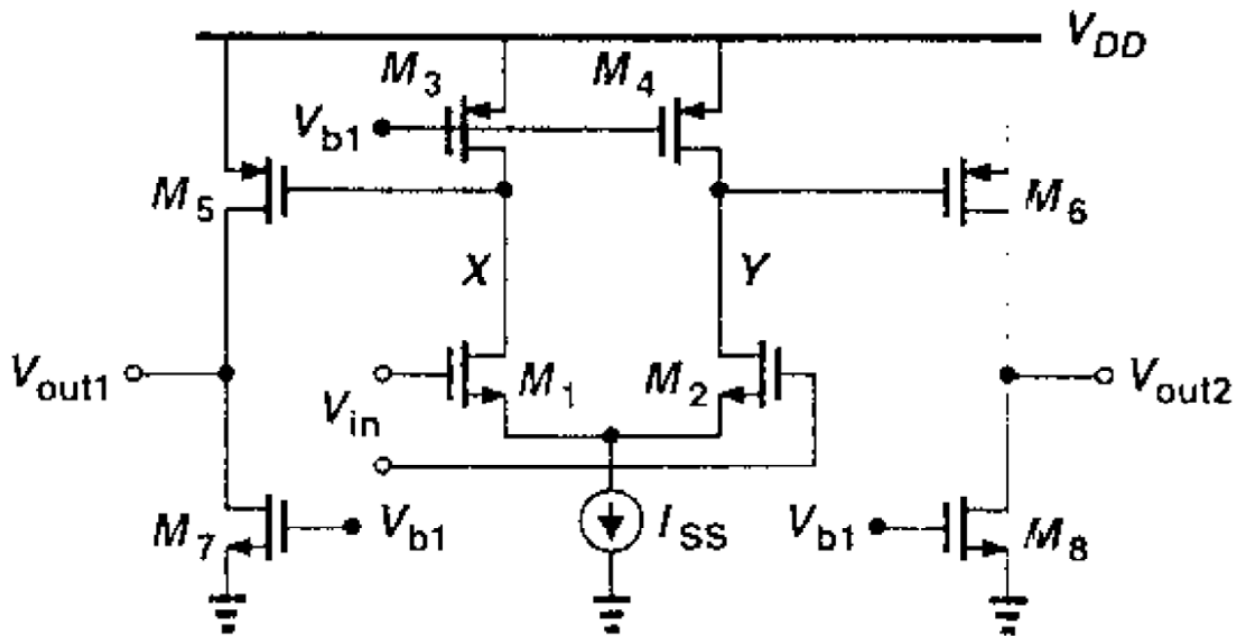 V_DD
M_3
M_4
V_b1
M_5
M_6
X
Y
V_out1
M_1
M_2
V_out2
V_in
M_7
V_b1
I_SS
V_b1
M_8